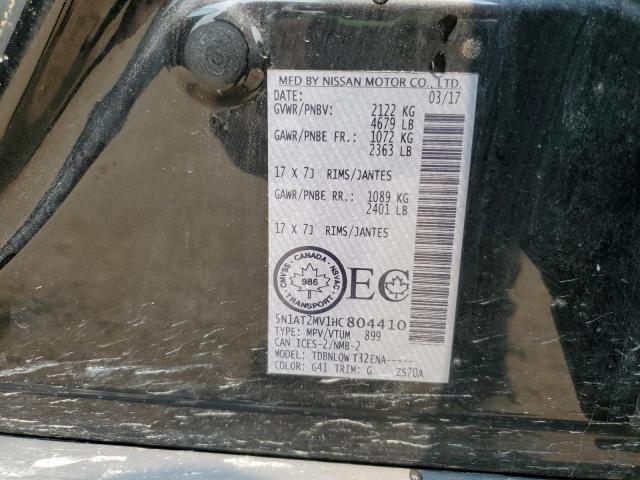 MFD BY NISSAN MOTOR CO., LTD.
DATE: 03/17
GVWR/PNBV: 2122 KG
4679 LB
GAWR/PNBE FR.: 1072 KG
2363 LB
17 X 7J RIMS/JANTES
GAWR/PNBE RR.: 1089 KG
2401 LB
17 X 7J RIMS/JANTES
CMVSS · CANADA · NSVAC
986
TRANSPORT
EC
5N1AT2MV1HC804410
TYPE: MPV/VTUM 899
CAN ICES-2/NMB-2
MODEL: TDBNLQW T32ENA-----
COLOR: G41 TRIM: G ZS70A